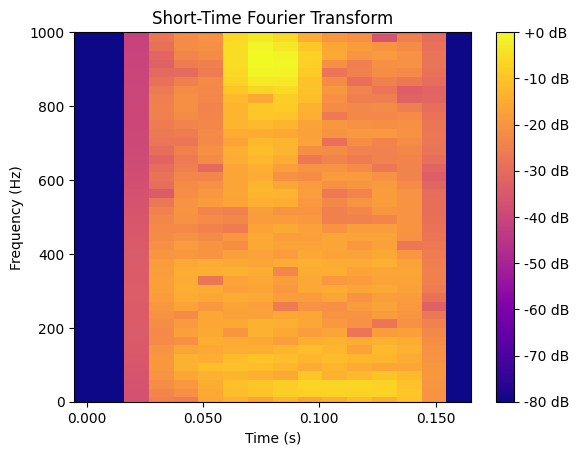 Short-Time Fourier Transform
1000
800
600
400
200
0
Frequency (Hz)
0.000
0.050
0.100
0.150
Time (s)
+0 dB
-10 dB
-20 dB
-30 dB
-40 dB
-50 dB
-60 dB
-70 dB
-80 dB